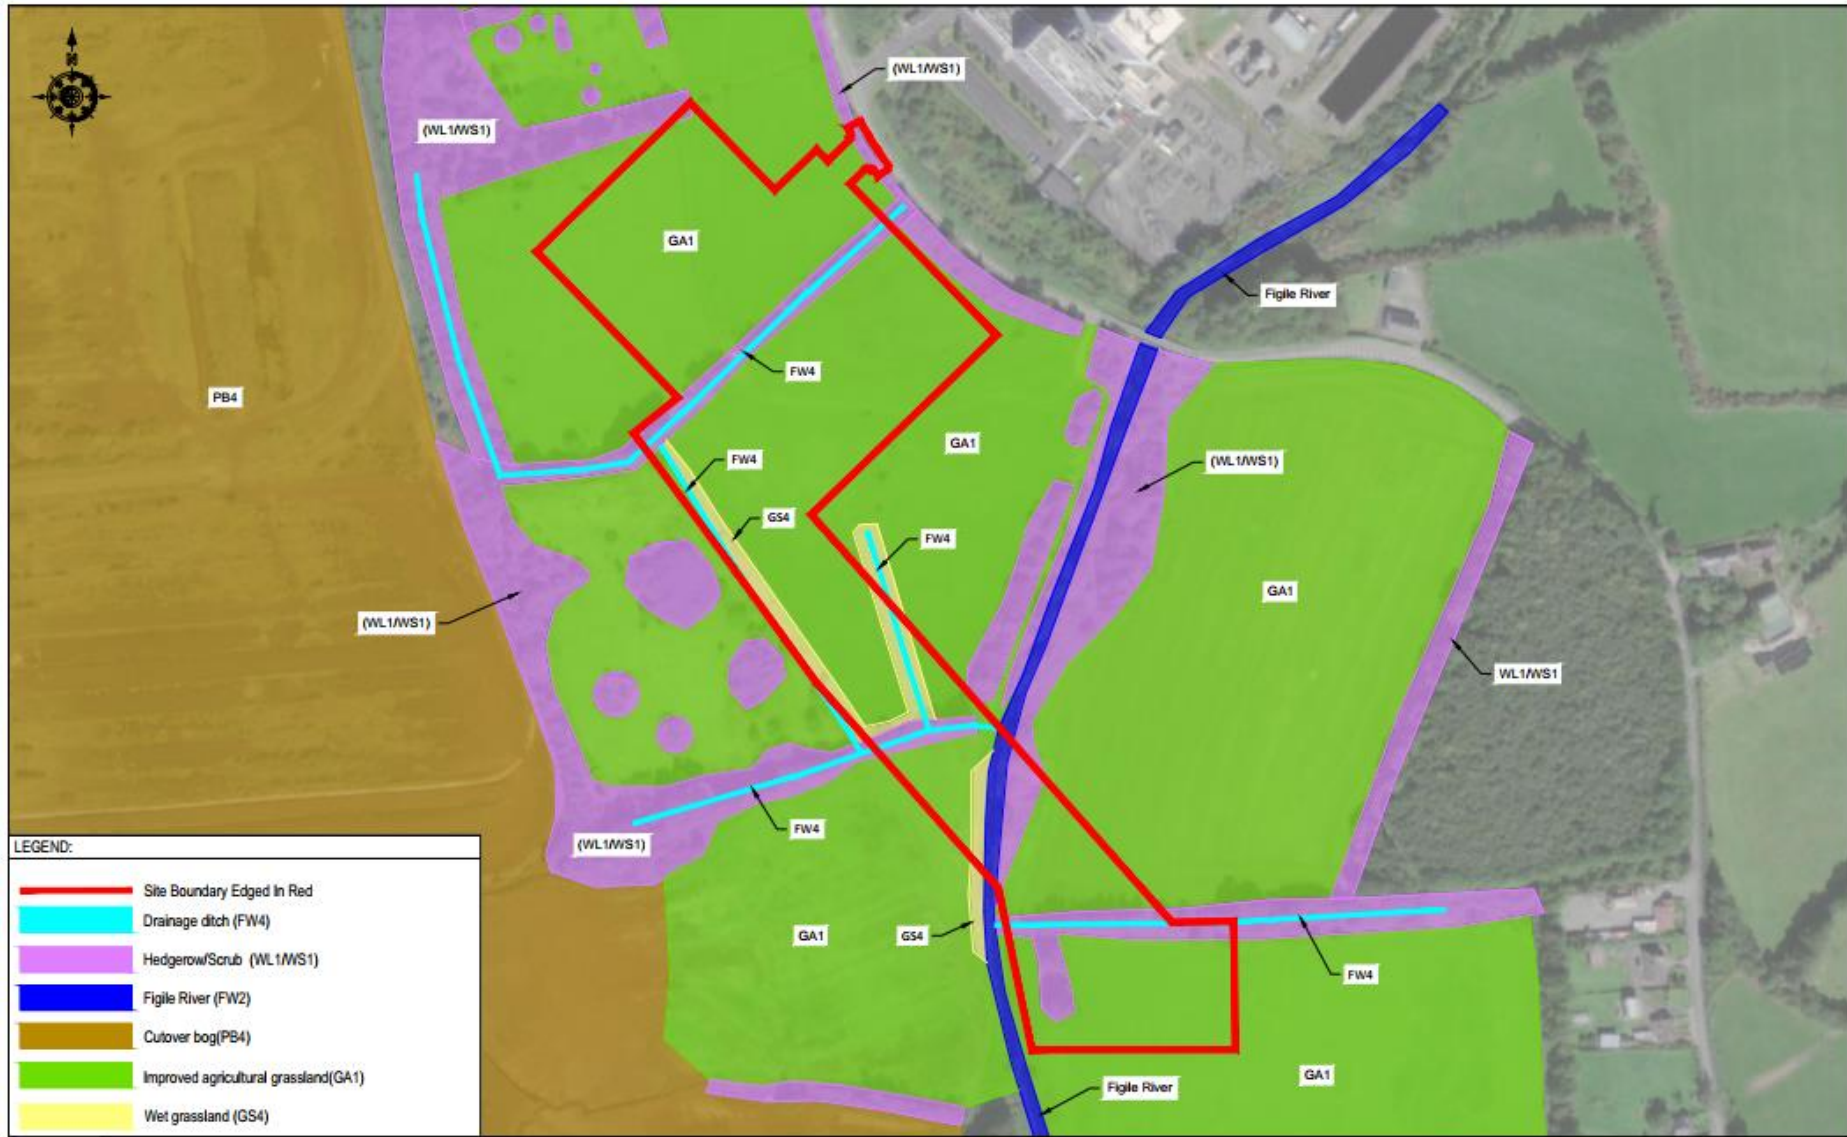 N
(WL1/WS1)
(WL1/WS1)
GA1
Figile River
FW4
PB4
GA1
FW4
(WL1/WS1)
GS4
FW4
GA1
(WL1/WS1)
WL1/WS1
FW4
(WL1/WS1)
GA1
GS4
FW4
GA1
Figile River
LEGEND:
Site Boundary Edged In Red
Drainage ditch (FW4)
Hedgerow/Scrub (WL1/WS1)
Figile River (FW2)
Cutover bog(PB4)
Improved agricultural grassland(GA1)
Wet grassland (GS4)